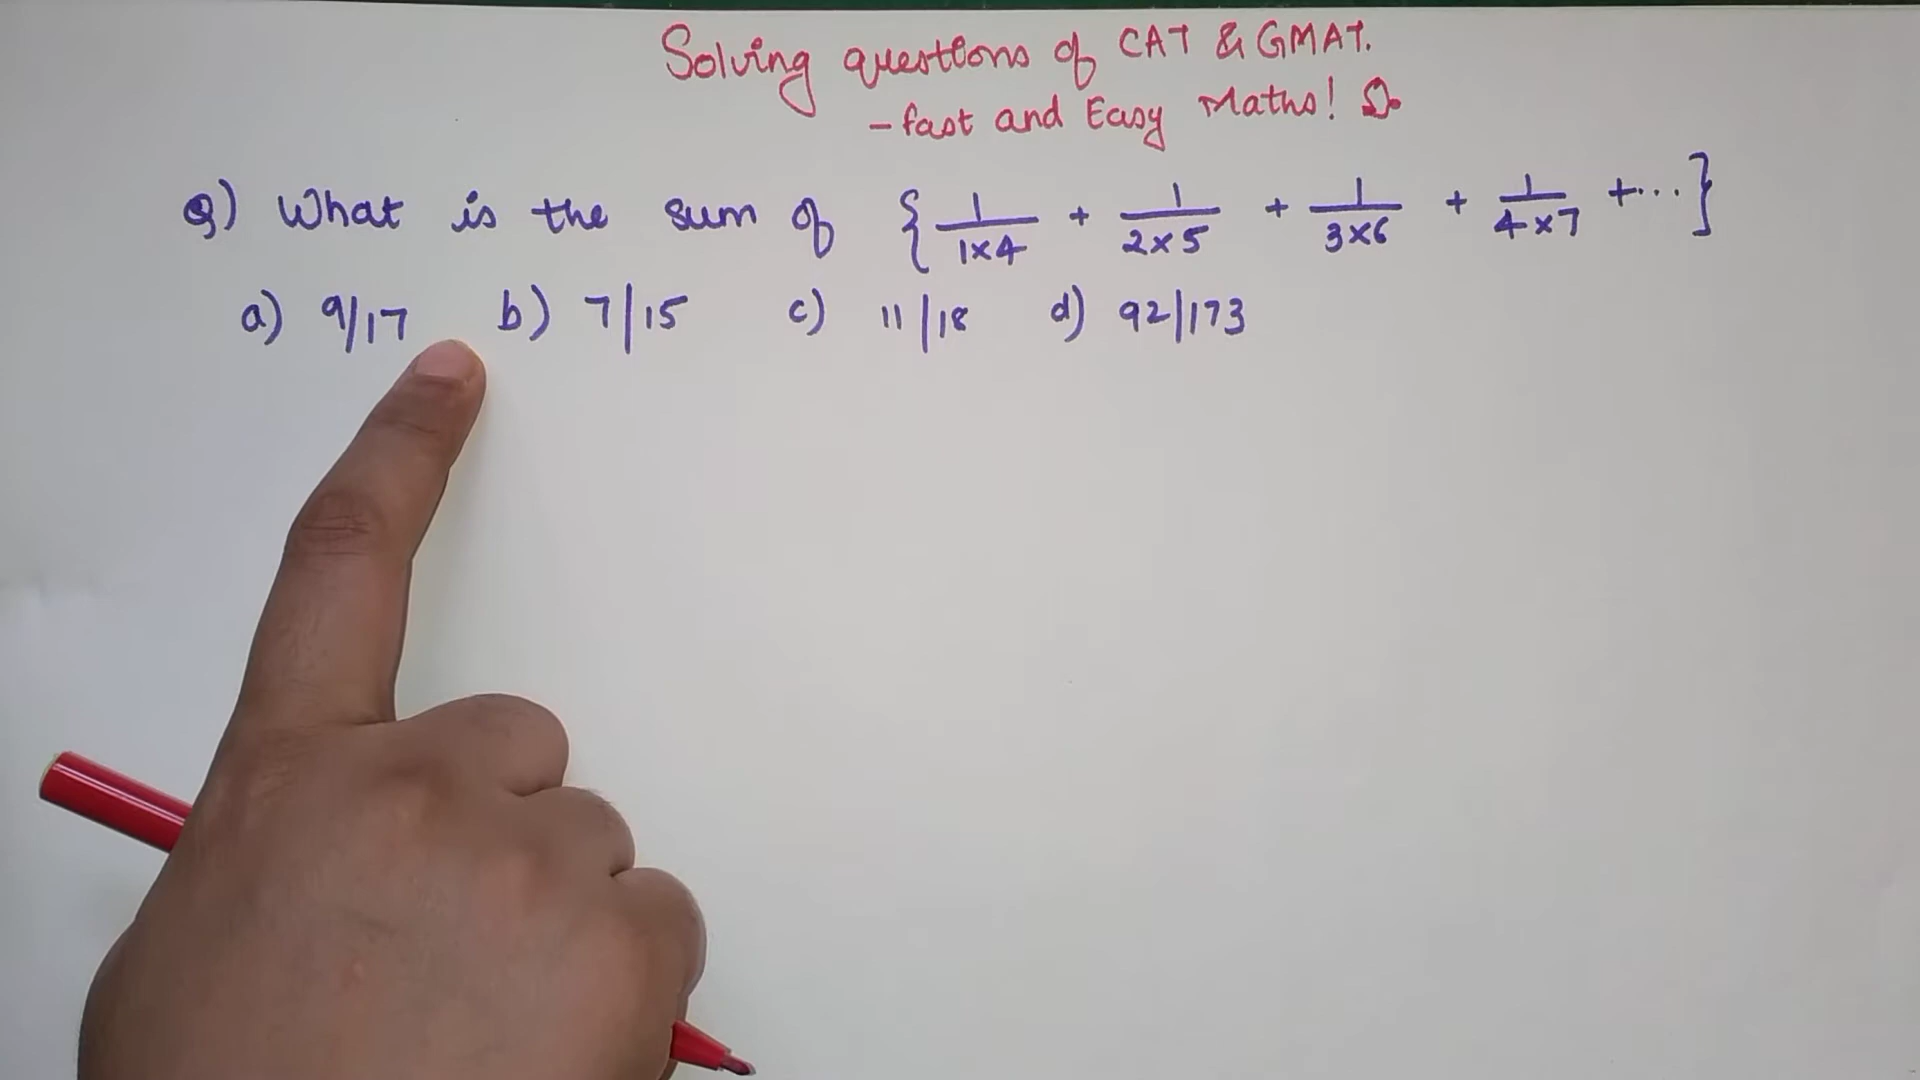 Solving questions of CAT & GMAT.
- fast and Easy Maths!
Q) What is the sum of { 1/1×4 + 1/2×5 + 1/3×6 + 1/4×7 + ... }
a) 9/17 b) 7/15 c) 11/18 d) 92/173